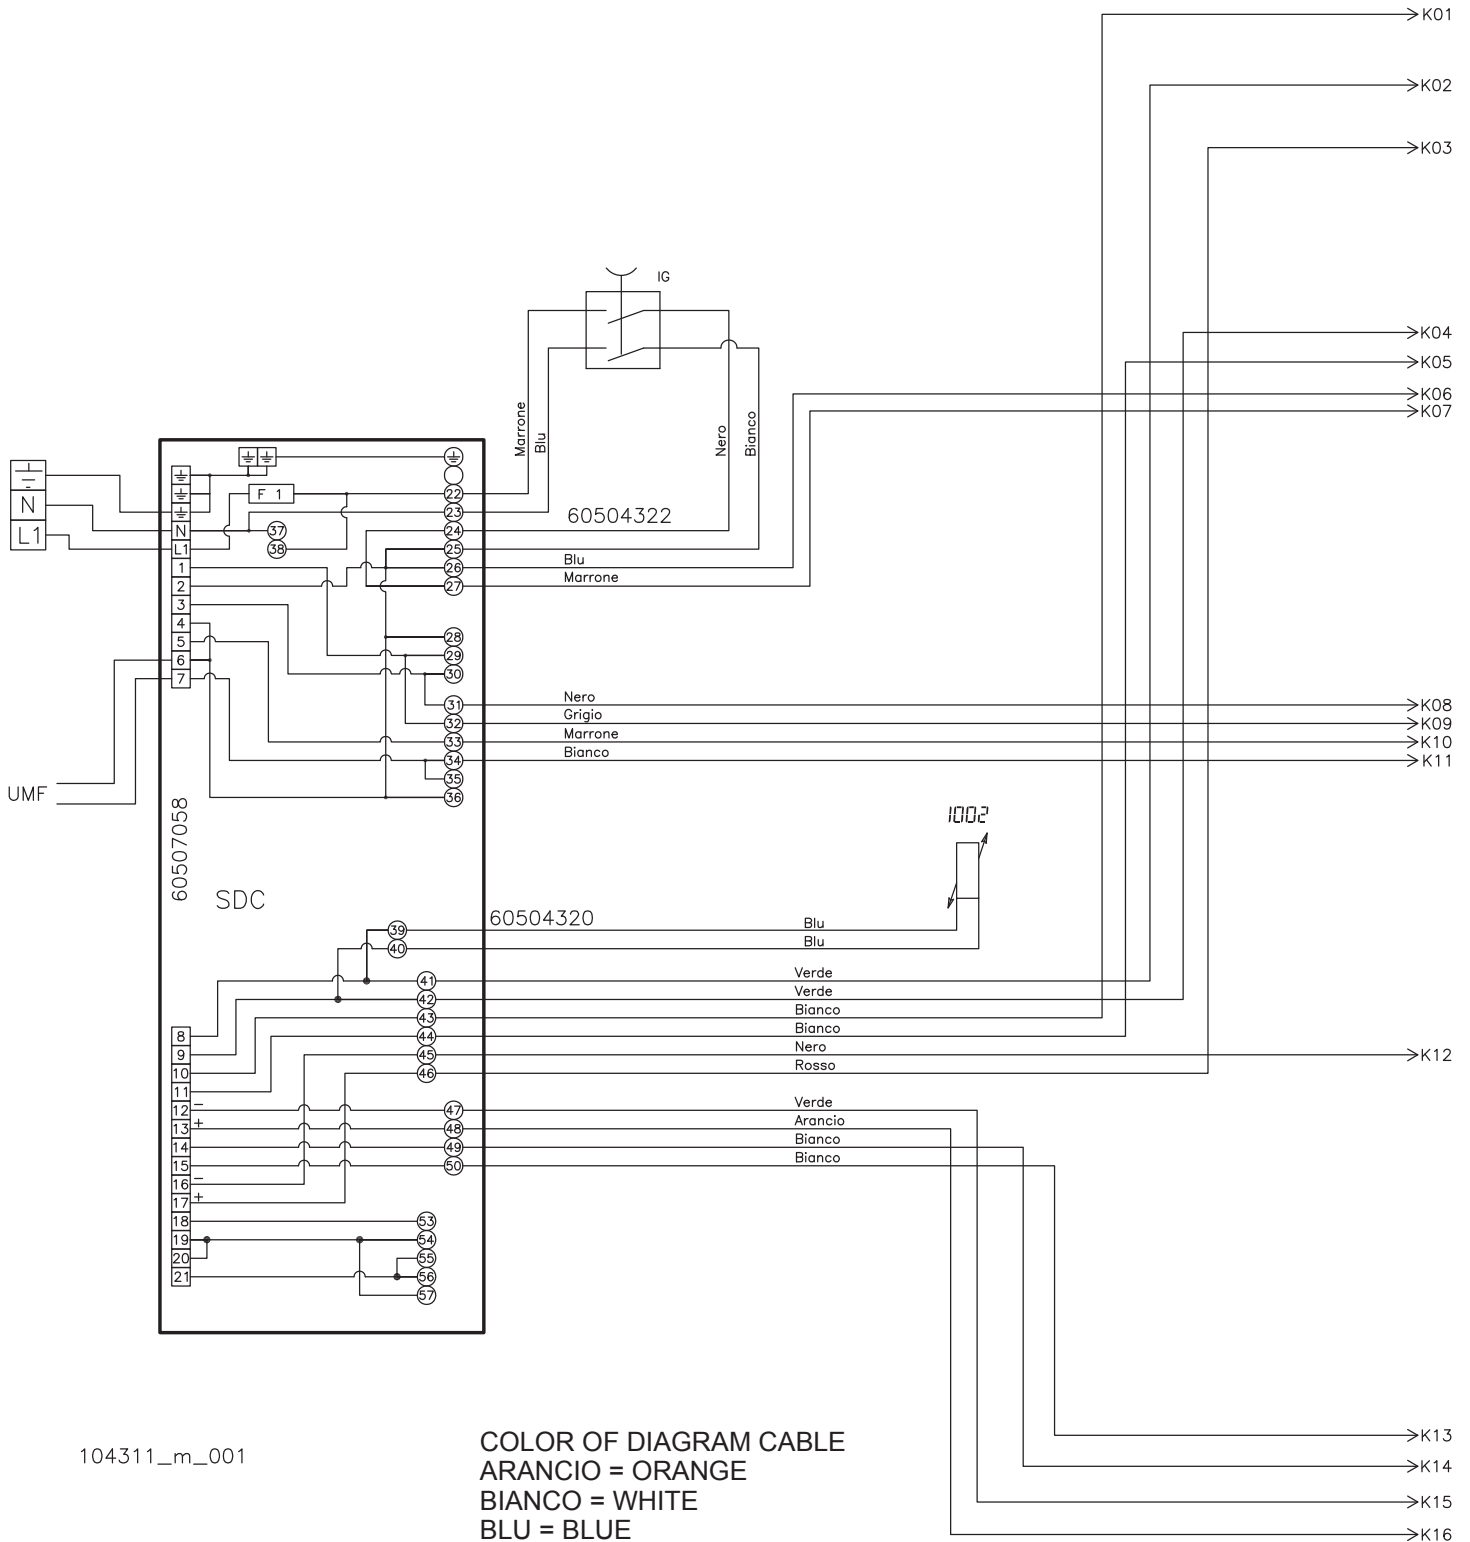 K01
K02
K03
IG
K04
K05
K06
K07
Marrone
Blu
Nero
Bianco
N
L1
F 1
22
23
60504322
N
37
24
L1
38
25
1
Blu
26
2
Marrone
27
3
4
5
28
6
29
7
30
Nero
31
K08
Grigio
32
K09
Marrone
33
K10
Bianco
34
K11
35
UMF
36
1002
60507058
SDC
60504320
39
Blu
40
Blu
41
Verde
42
Verde
43
Bianco
8
44
Bianco
9
45
Nero
K12
10
46
Rosso
11
12 −
47
Verde
13 +
48
Arancio
14
49
Bianco
15
50
Bianco
16 −
17 +
18
53
19
54
20
55
21
56
57
104311_m_001
COLOR OF DIAGRAM CABLE
ARANCIO = ORANGE
BIANCO = WHITE
BLU = BLUE
K13
K14
K15
K16